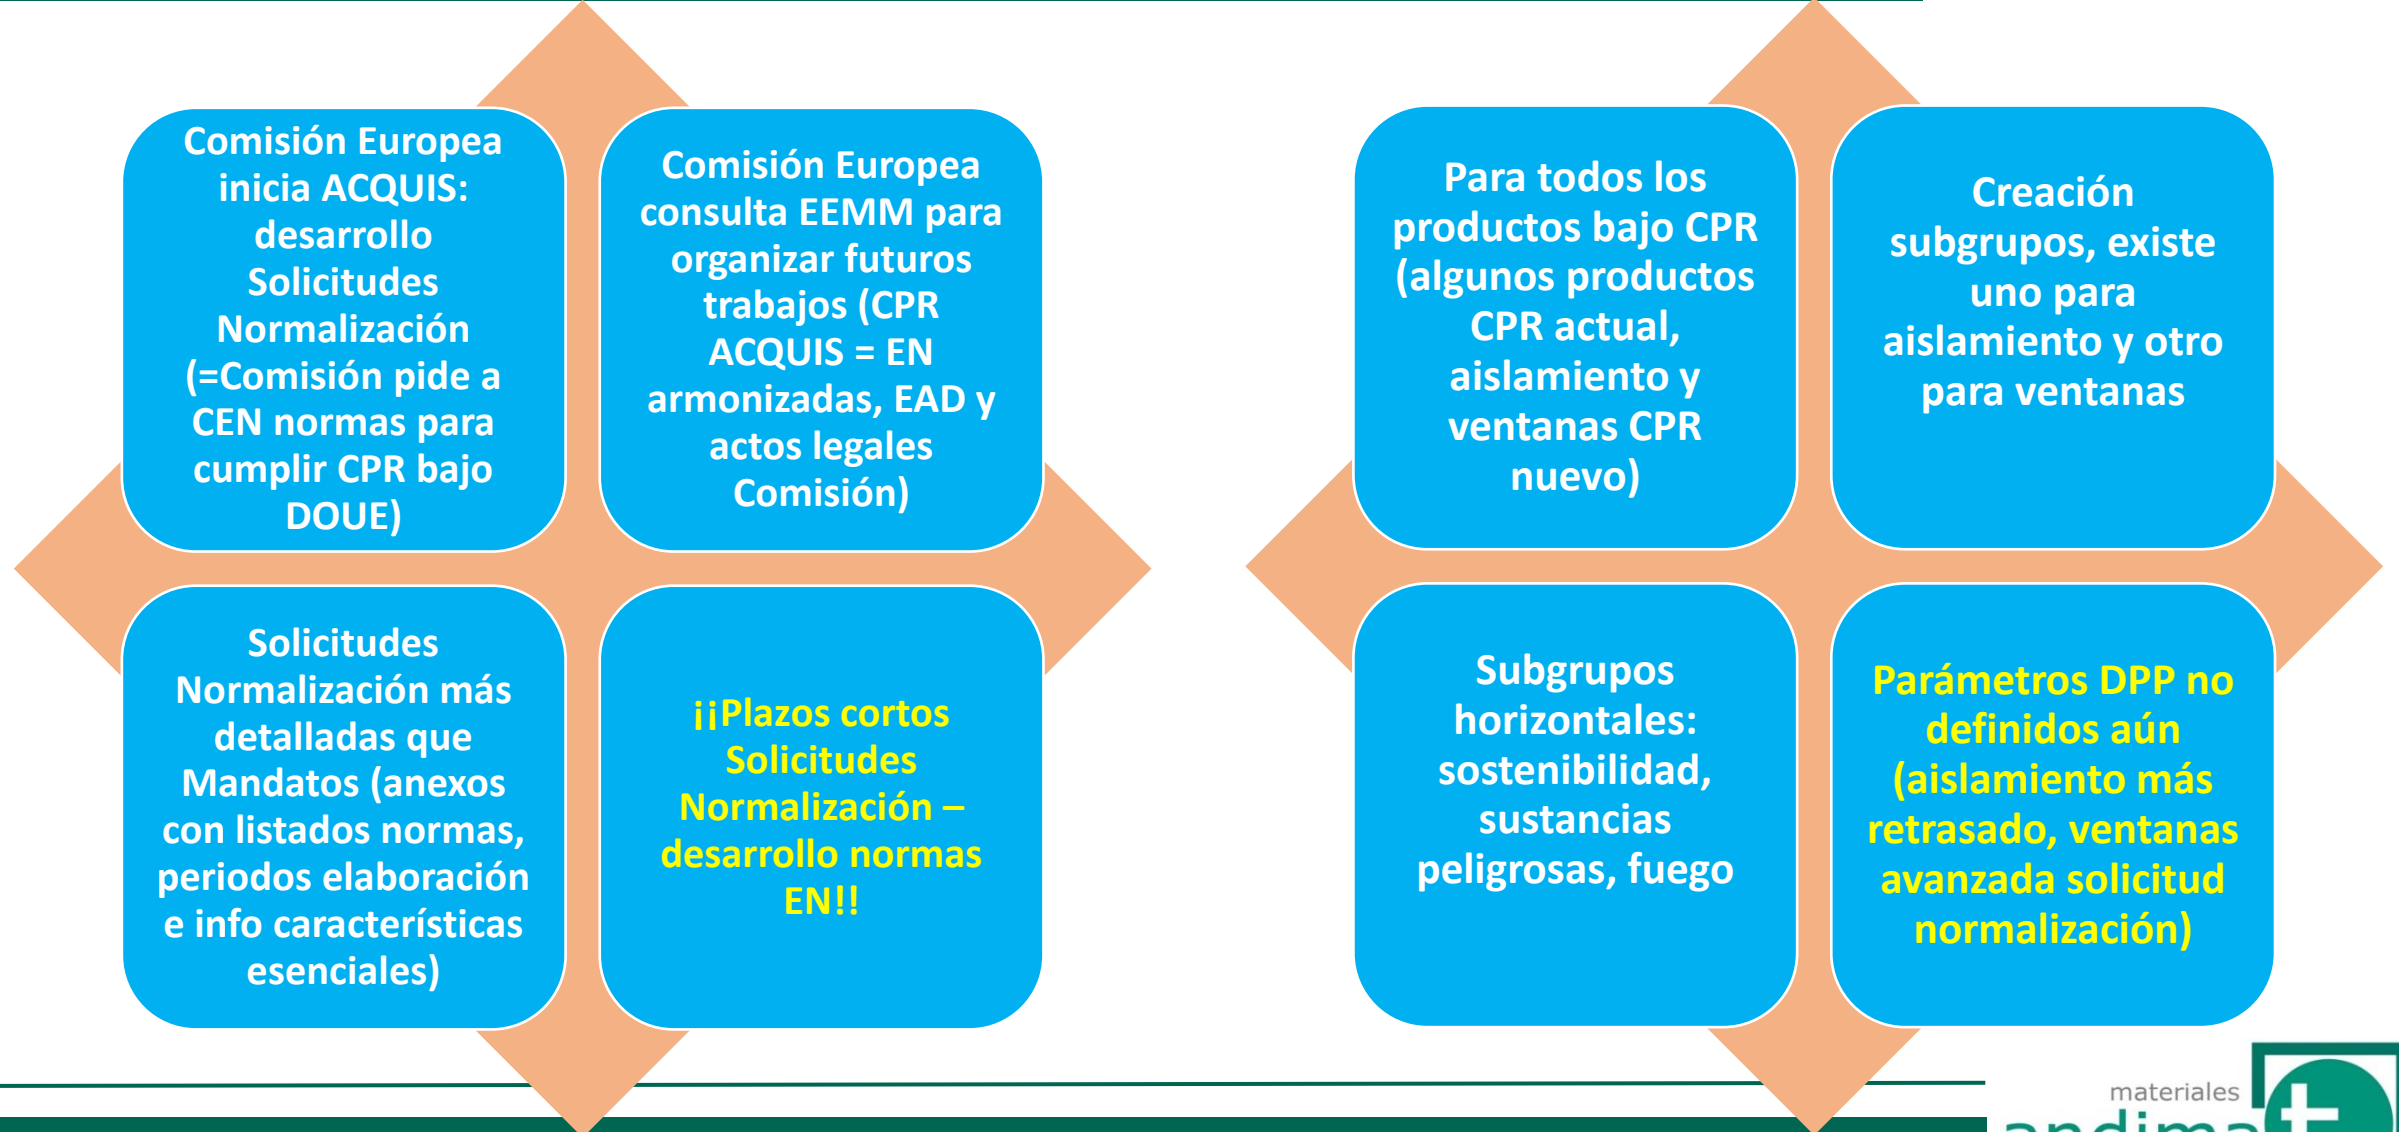 Comisión Europea
inicia ACQUIS:
desarrollo
Solicitudes
Normalización
(=Comisión pide a
CEN normas para
cumplir CPR bajo
DOUE)
Comisión Europea
consulta EEMM para
organizar futuros
trabajos (CPR
ACQUIS = EN
armonizadas, EAD y
actos legales
Comisión)
Solicitudes
Normalización más
detalladas que
Mandatos (anexos
con listados normas,
periodos elaboración
e info características
esenciales)
¡¡Plazos cortos
Solicitudes
Normalización –
desarrollo normas
EN!!
Para todos los
productos bajo CPR
(algunos productos
CPR actual,
aislamiento y
ventanas CPR
nuevo)
Creación
subgrupos, existe
uno para
aislamiento y otro
para ventanas
Subgrupos
horizontales:
sostenibilidad,
sustancias
peligrosas, fuego
Parámetros DPP no
definidos aún
(aislamiento más
retrasado, ventanas
avanzada solicitud
normalización)
materiales
andima